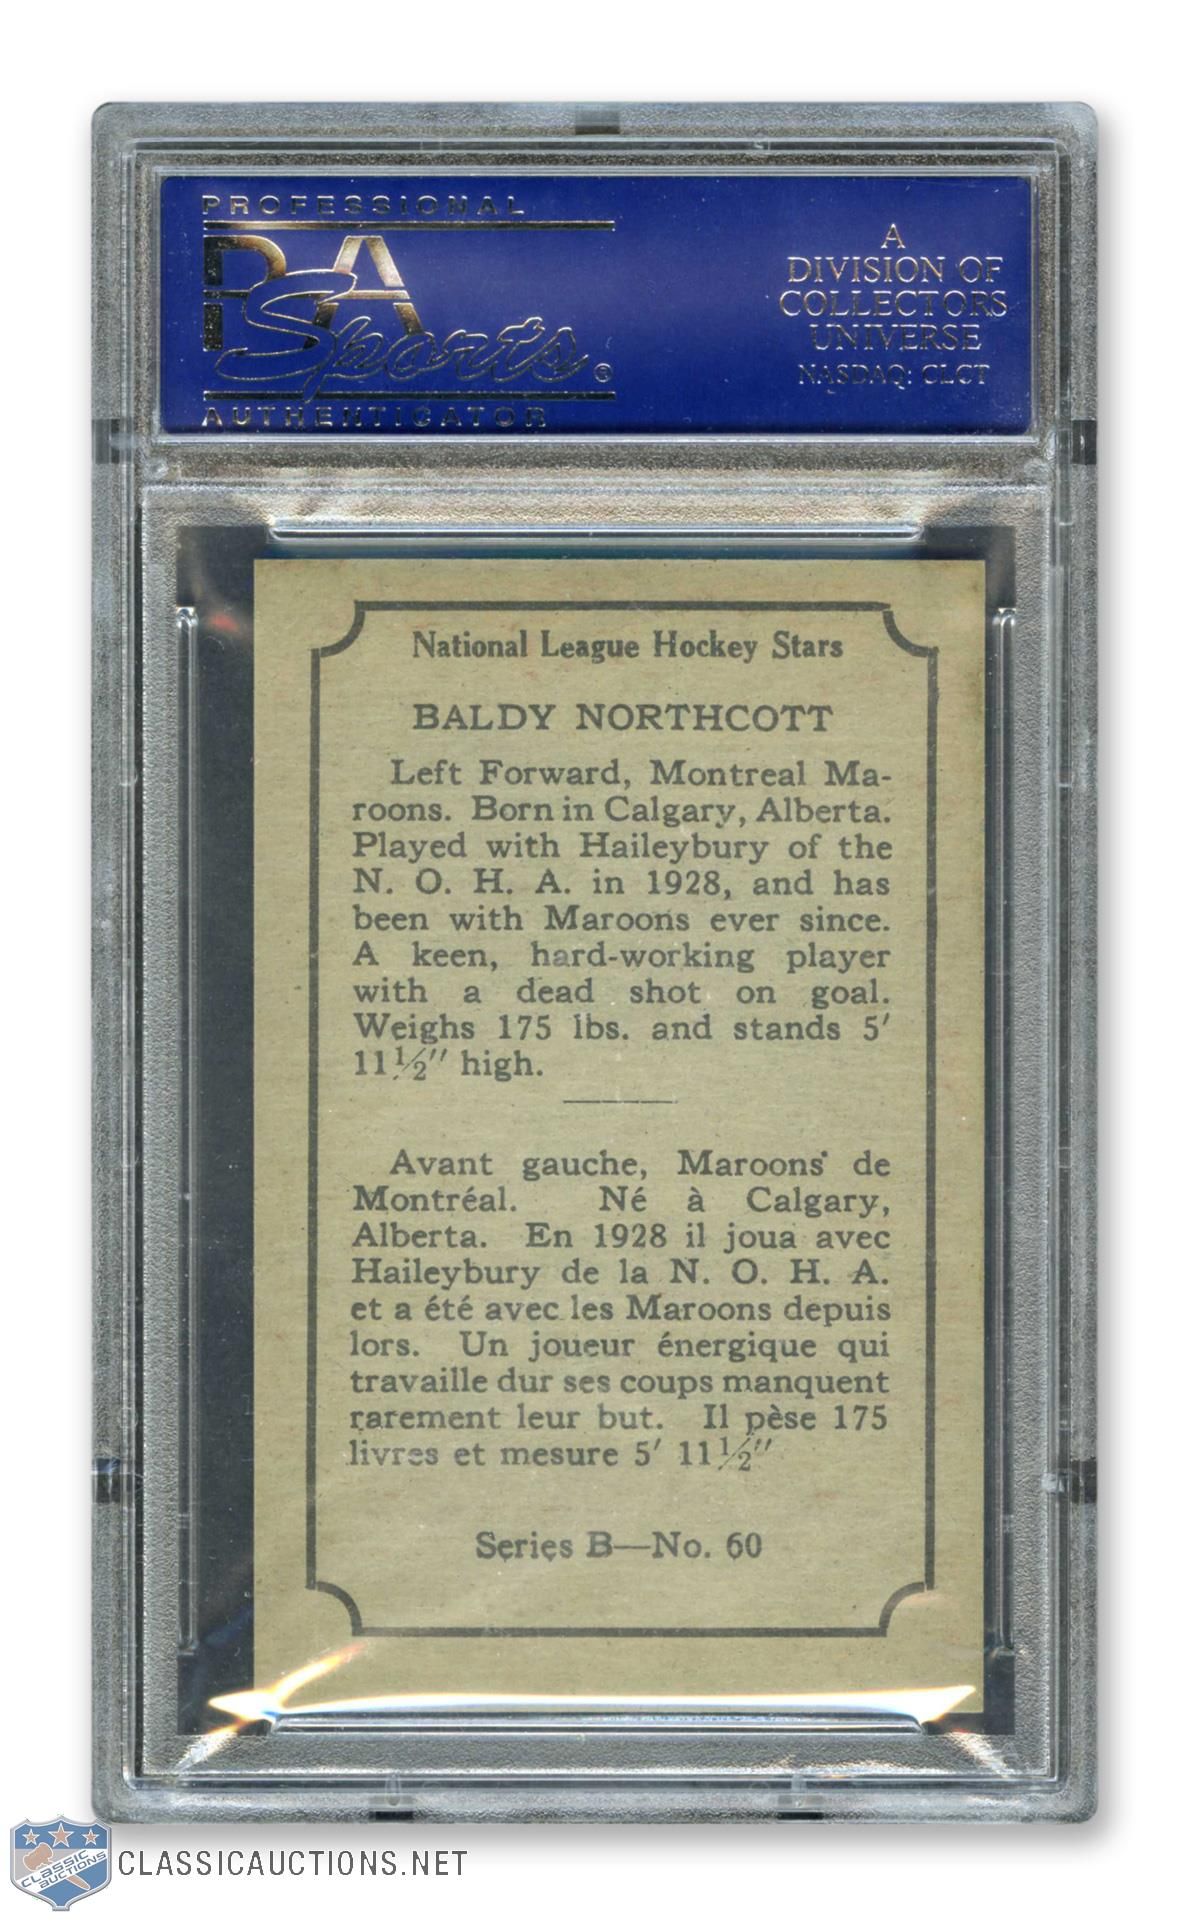 PROFESSIONAL
PSA
Sports®
AUTHENTICATOR
A
DIVISION OF
COLLECTORS
UNIVERSE
NASDAQ: CLCT
National League Hockey Stars
BALDY NORTHCOTT
Left Forward, Montreal Ma-
roons. Born in Calgary, Alberta.
Played with Haileybury of the
N. O. H. A. in 1928, and has
been with Maroons ever since.
A keen, hard-working player
with a dead shot on goal.
Weighs 175 lbs. and stands 5′
11½″ high.
Avant gauche, Maroons' de
Montréal. Né à Calgary,
Alberta. En 1928 il joua avec
Haileybury de la N. O. H. A.
et a été avec les Maroons depuis
lors. Un joueur énergique qui
travaille dur ses coups manquent
rarement leur but. Il pèse 175
livres et mesure 5′ 11½″
Series B—No. 60
CLASSIC
AUCTIONS
CLASSICAUCTIONS.NET